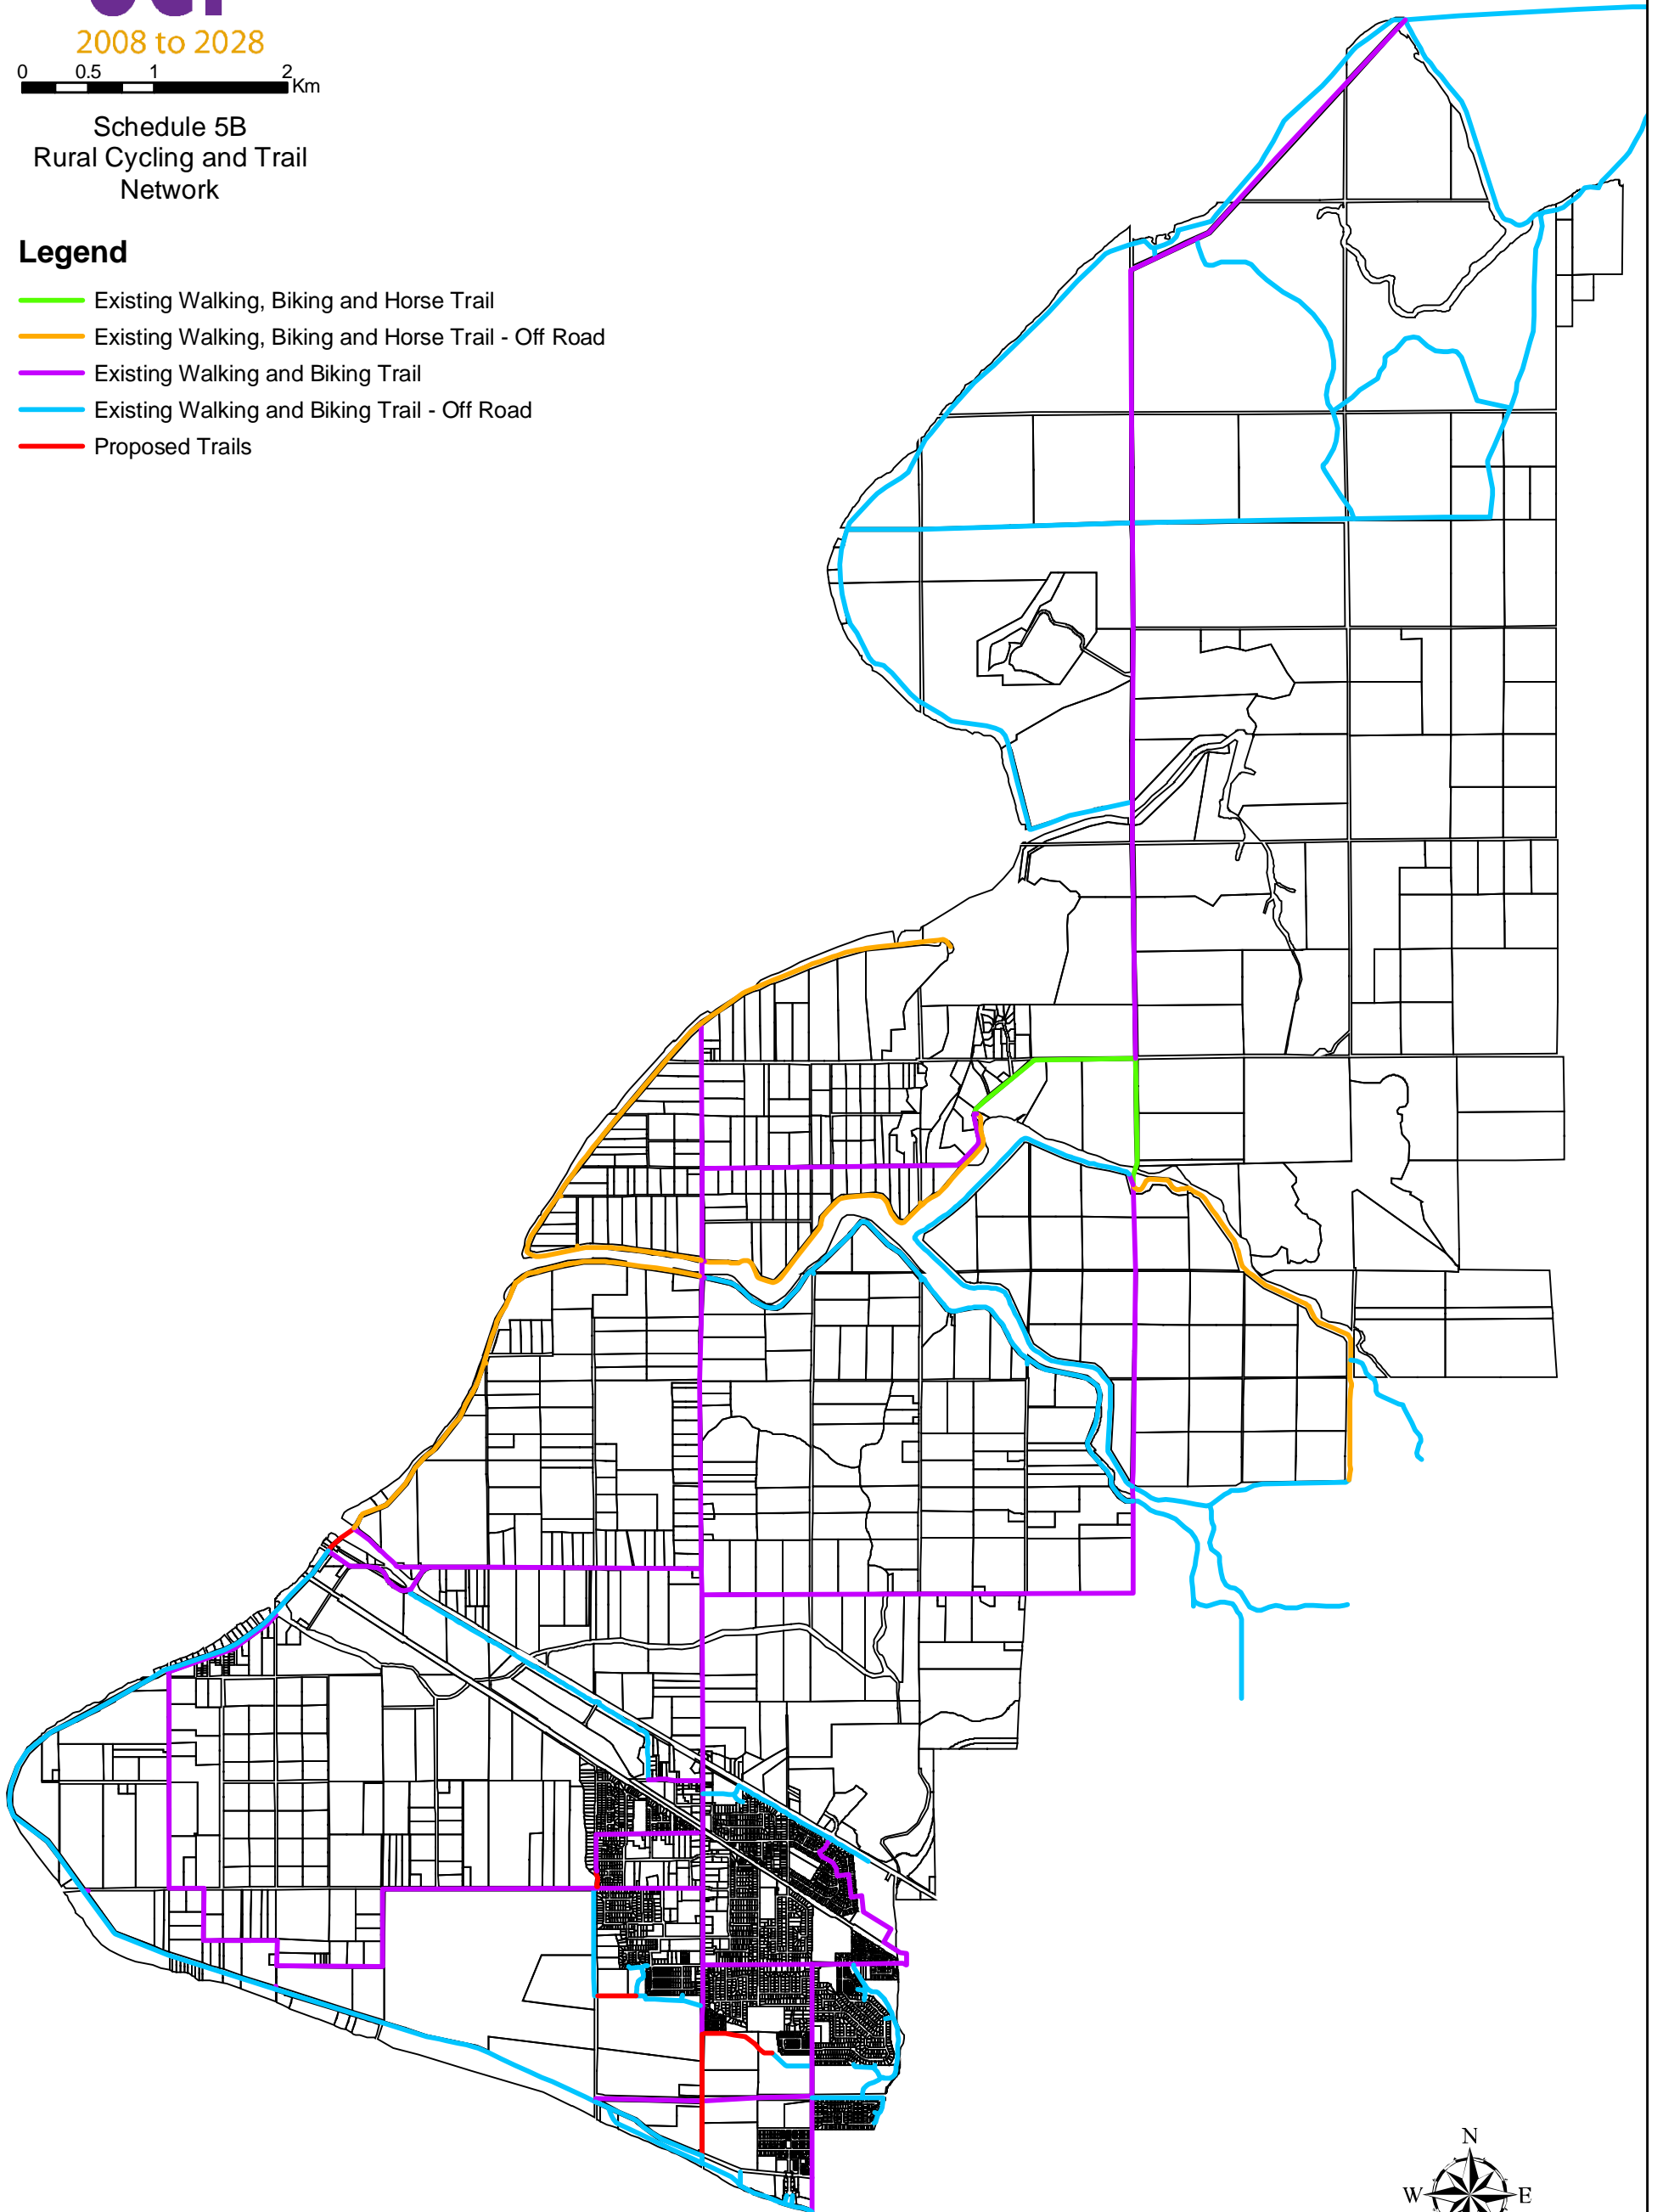 2008 to 2028
0 0.5 1 2
Km
Schedule 5B
Rural Cycling and Trail
Network
Legend
Existing Walking, Biking and Horse Trail
Existing Walking, Biking and Horse Trail - Off Road
Existing Walking and Biking Trail
Existing Walking and Biking Trail - Off Road
Proposed Trails
N
W E